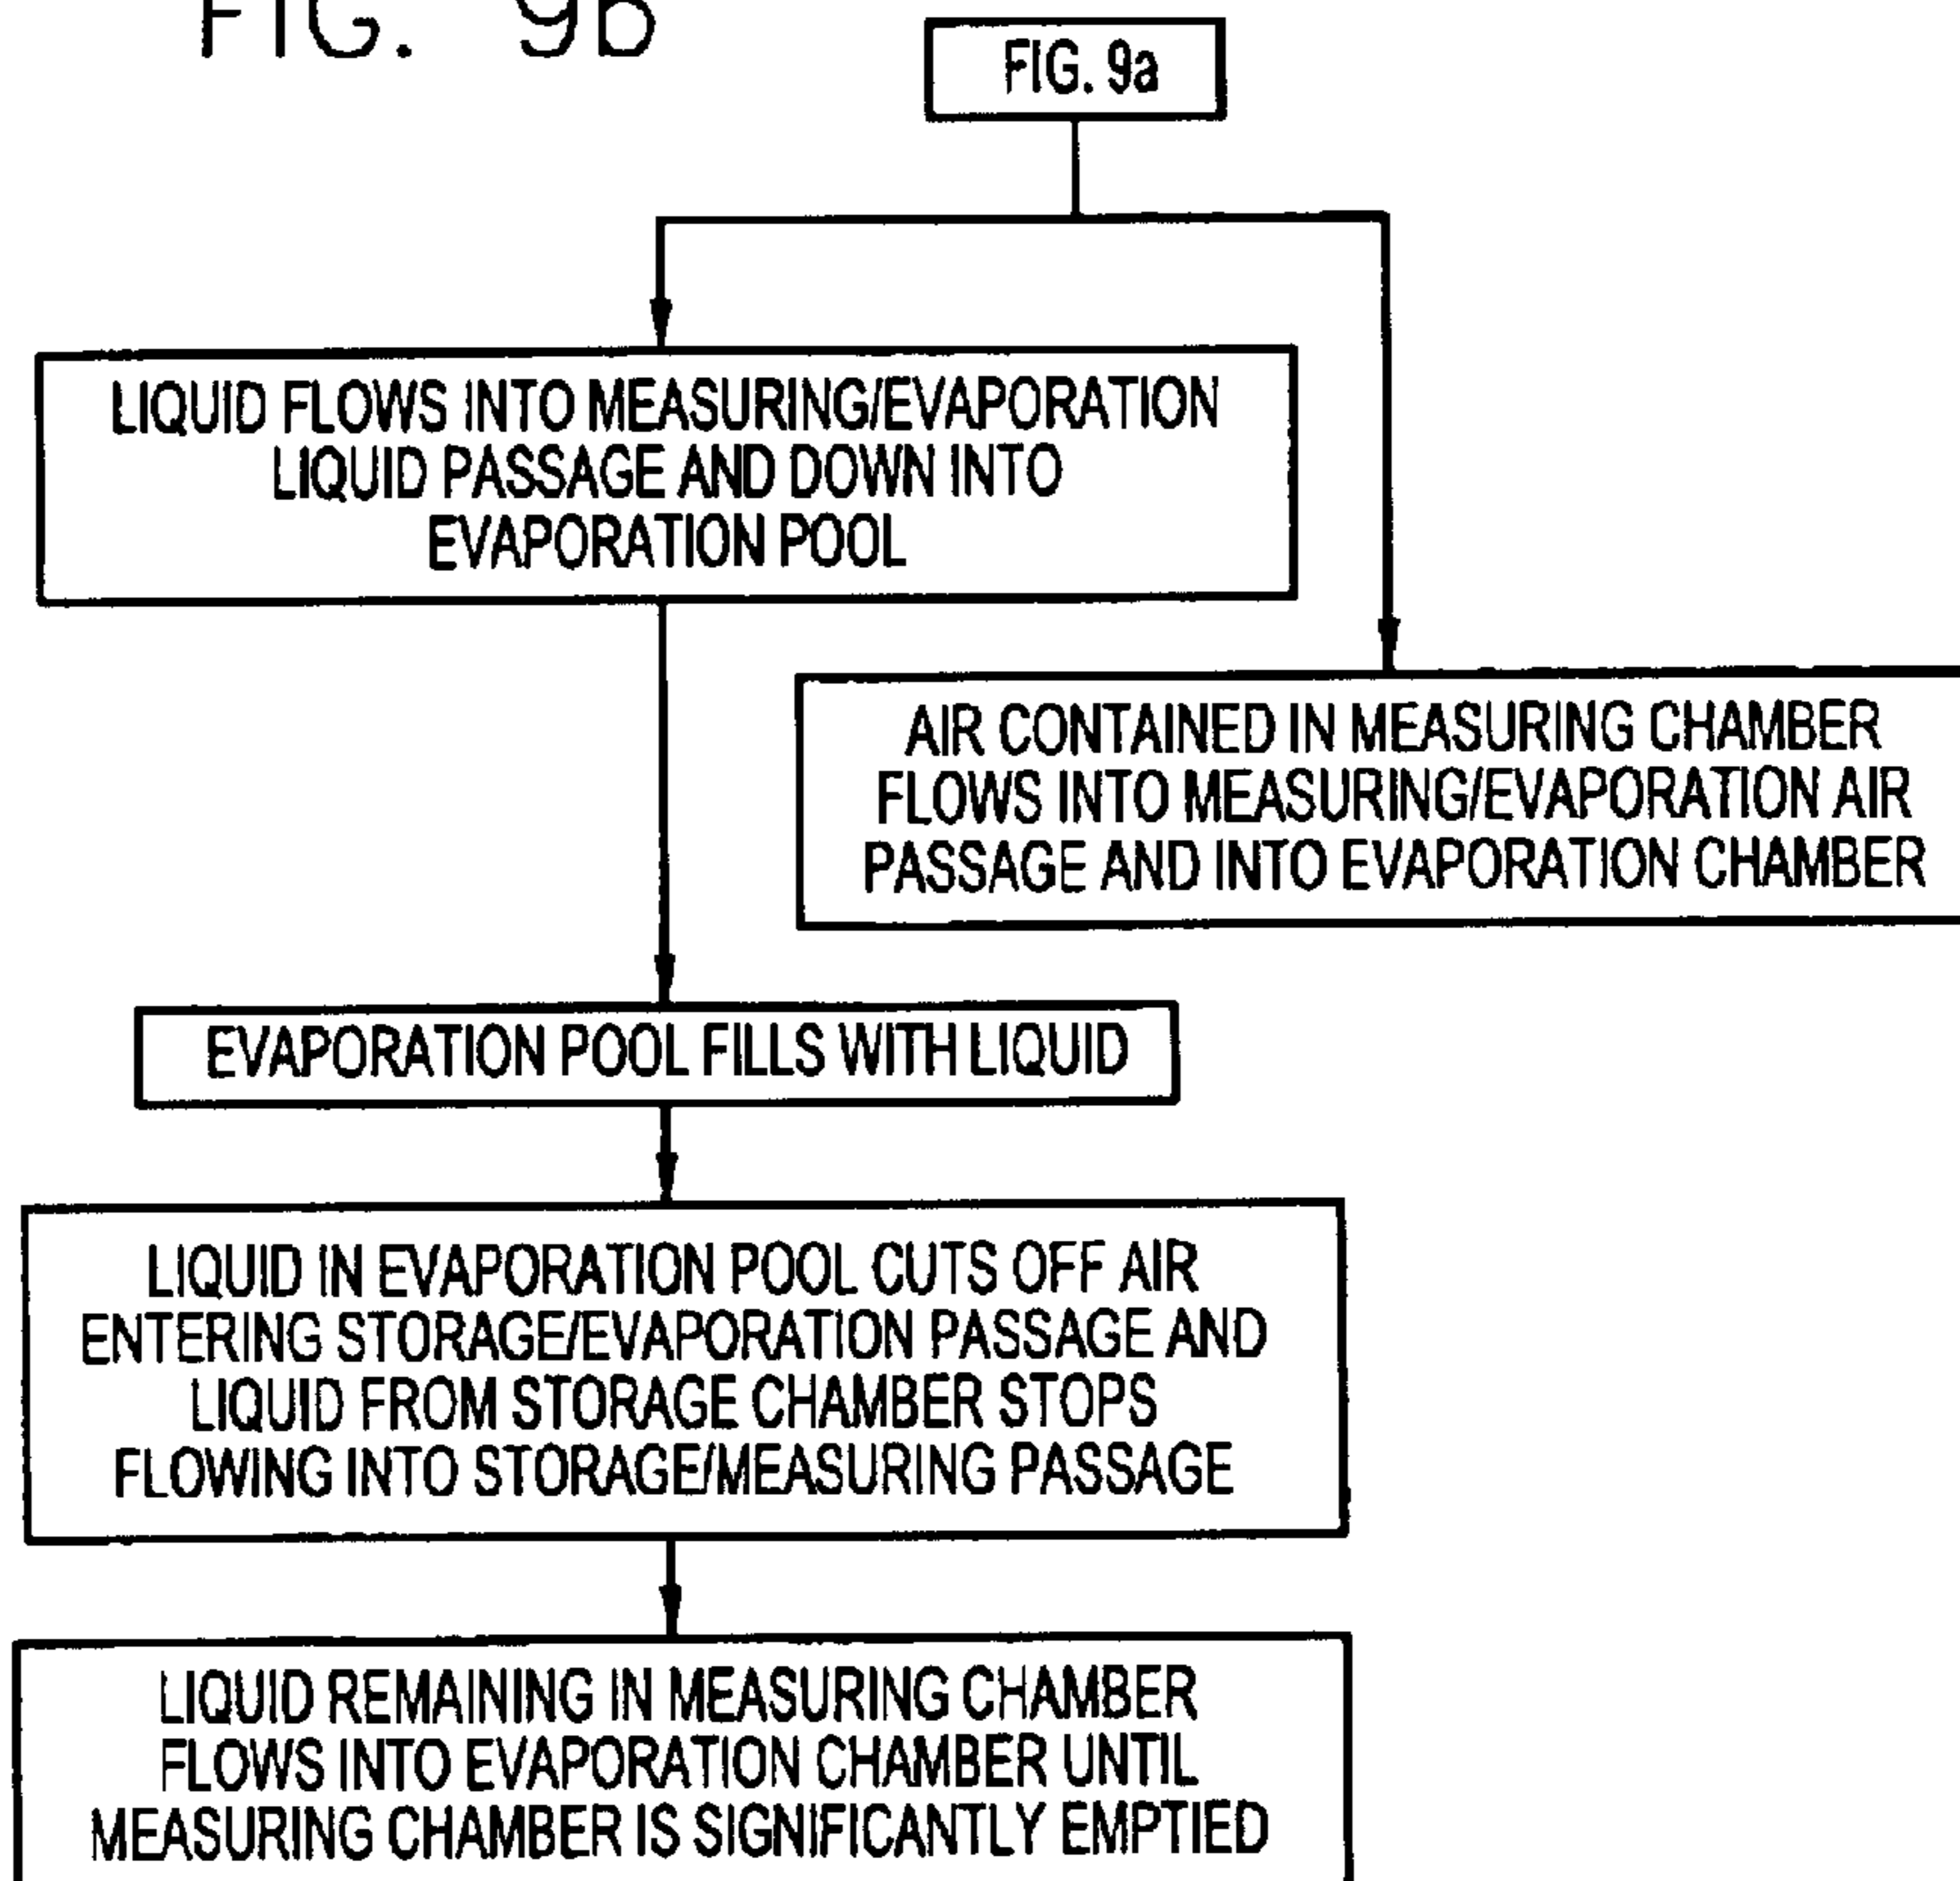 FIG. 9b
FIG. 9a
LIQUID FLOWS INTO MEASURING/EVAPORATION
LIQUID PASSAGE AND DOWN INTO
EVAPORATION POOL
AIR CONTAINED IN MEASURING CHAMBER
FLOWS INTO MEASURING/EVAPORATION AIR
PASSAGE AND INTO EVAPORATION CHAMBER
EVAPORATION POOL FILLS WITH LIQUID
LIQUID IN EVAPORATION POOL CUTS OFF AIR
ENTERING STORAGE/EVAPORATION PASSAGE AND
LIQUID FROM STORAGE CHAMBER STOPS
FLOWING INTO STORAGE/MEASURING PASSAGE
LIQUID REMAINING IN MEASURING CHAMBER
FLOWS INTO EVAPORATION CHAMBER UNTIL
MEASURING CHAMBER IS SIGNIFICANTLY EMPTIED